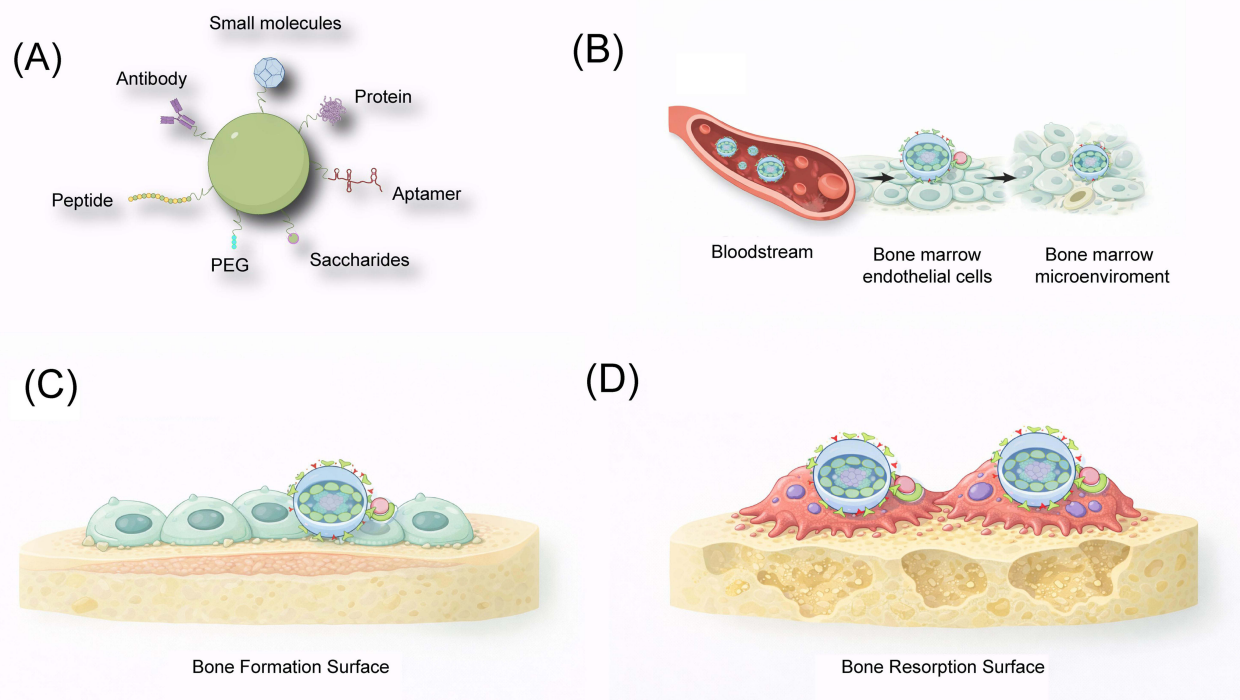 (A)
Small molecules
Antibody
Protein
Peptide
Aptamer
PEG
Saccharides
(B)
Bloodstream
Bone marrow
endothelial cells
Bone marrow
microenviroment
(C)
Bone Formation Surface
(D)
Bone Resorption Surface